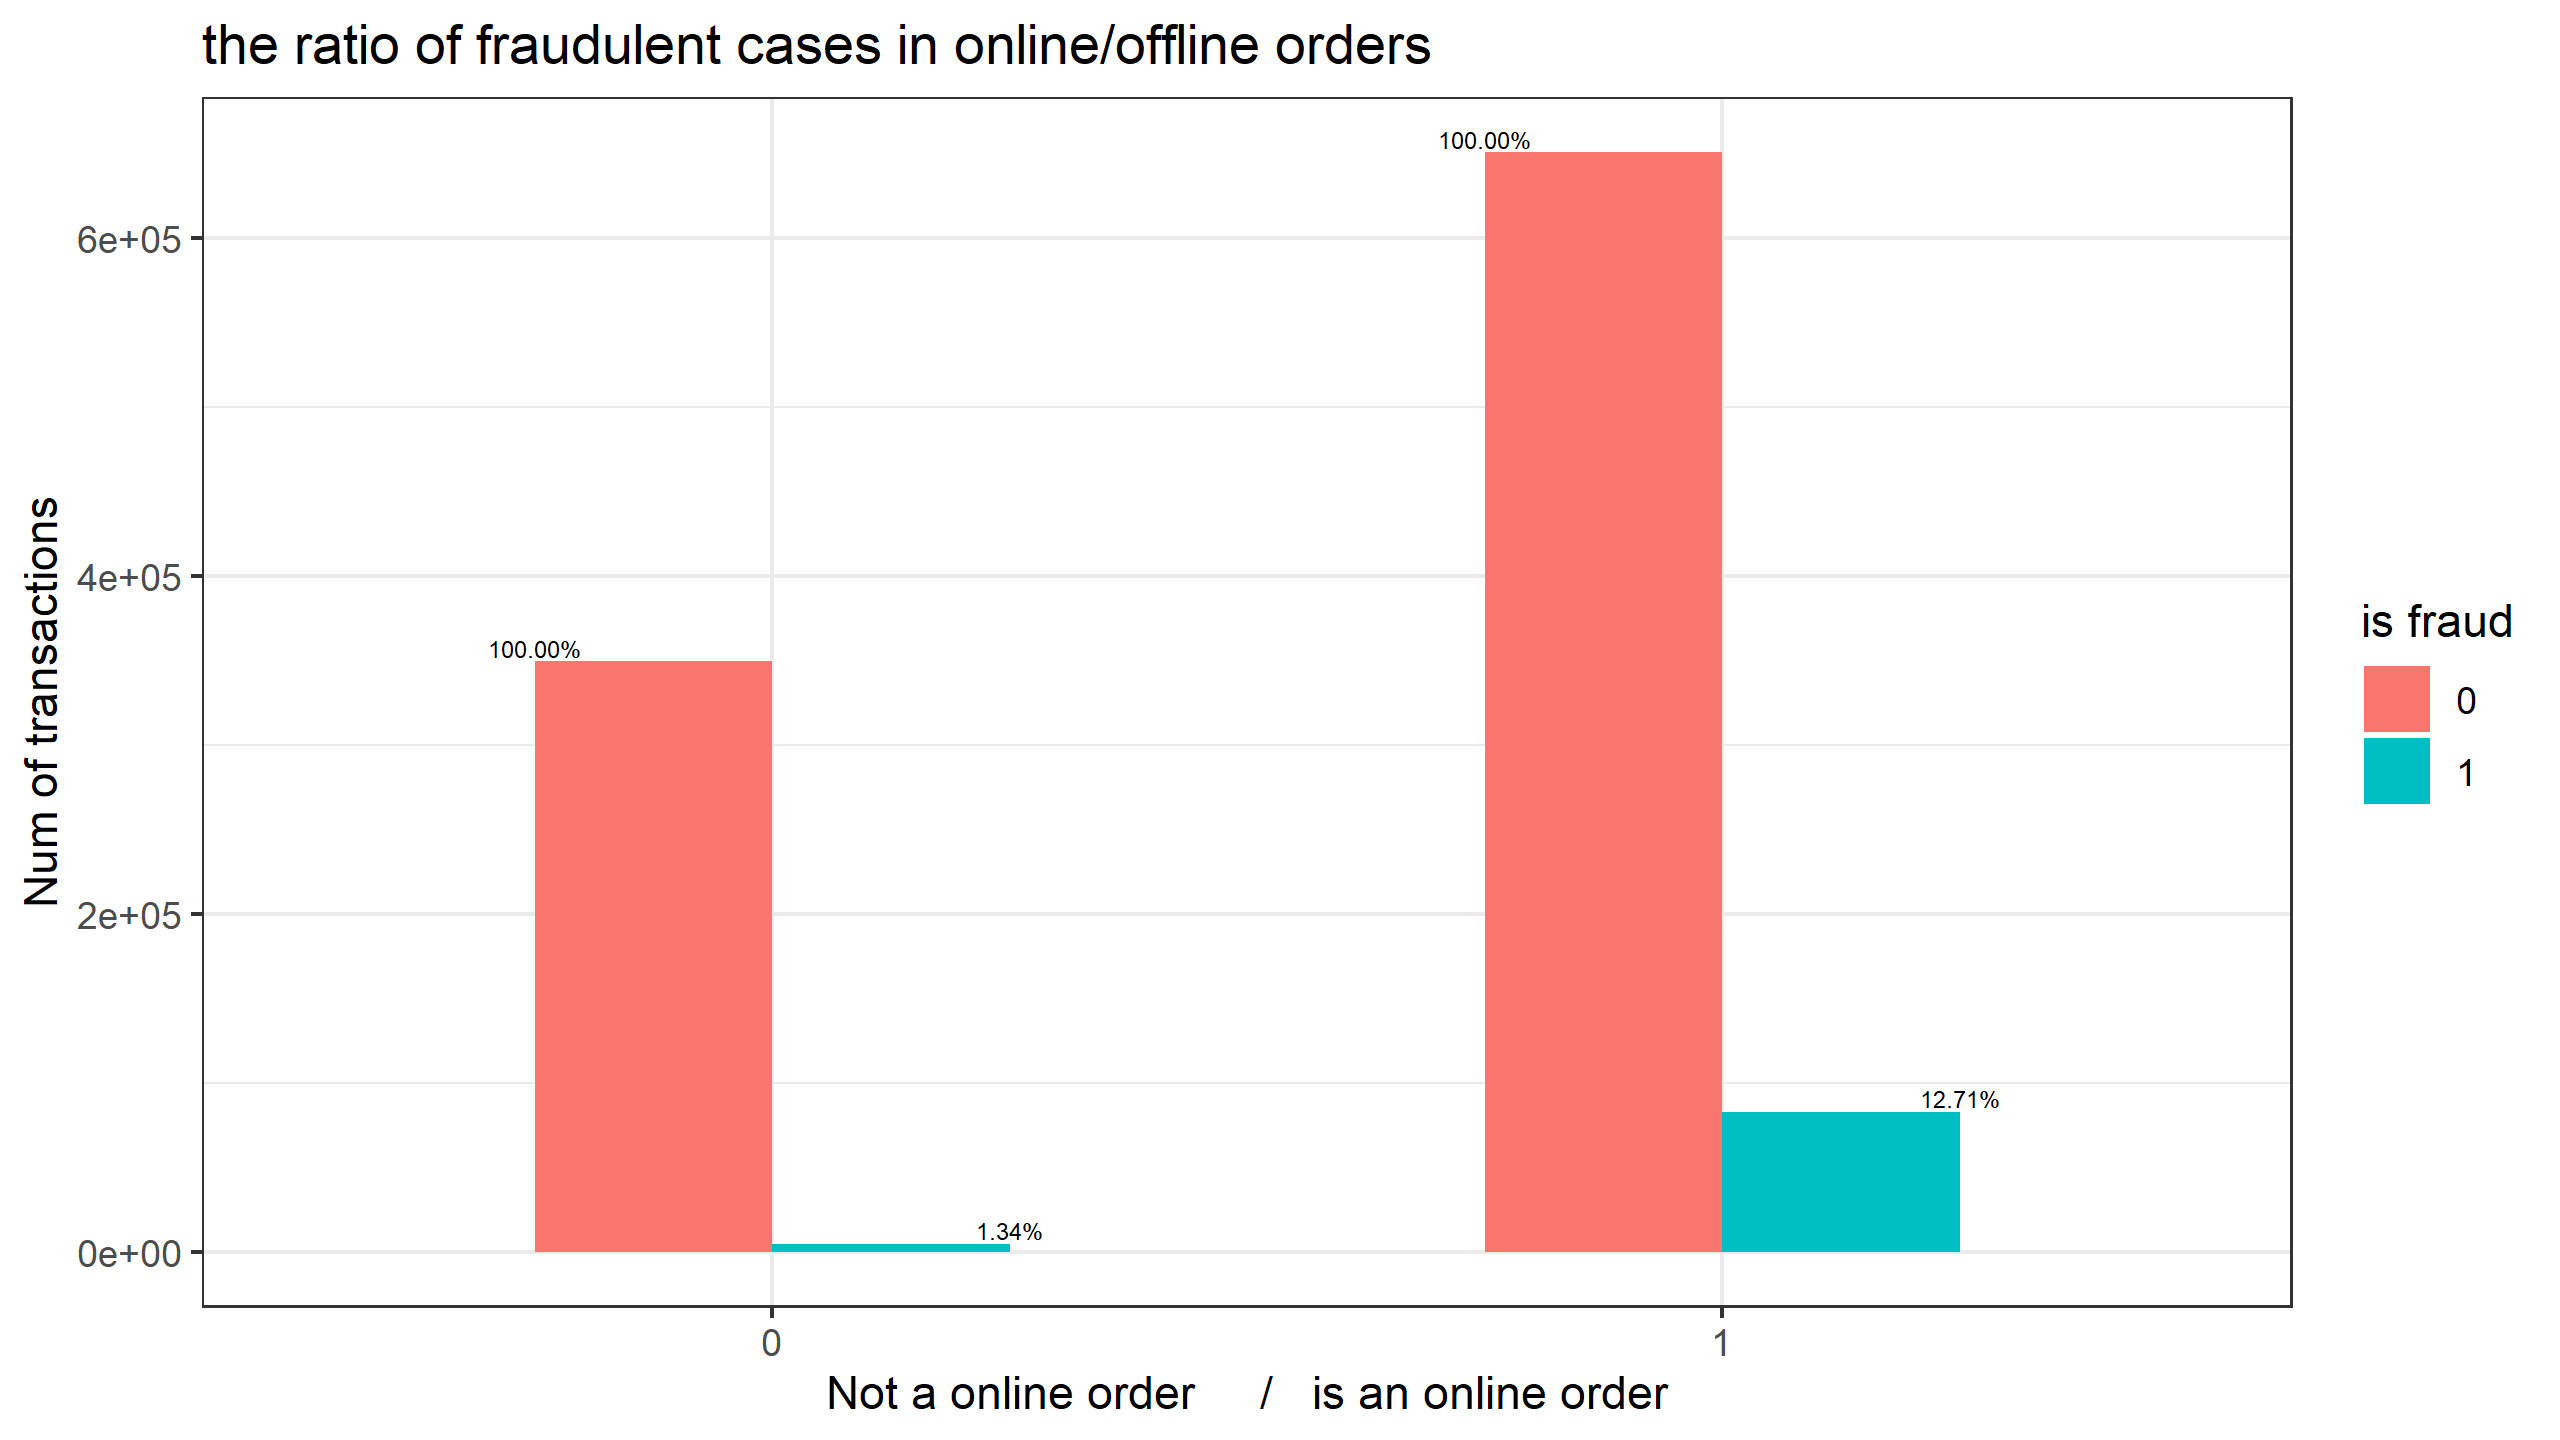 the ratio of fraudulent cases in online/offline orders
100.00%
6e+05
4e+05
100.00%
2e+05
12.71%
1.34%
0e+00
0
1
Not a online order / is an online order
Num of transactions
is fraud
0
1